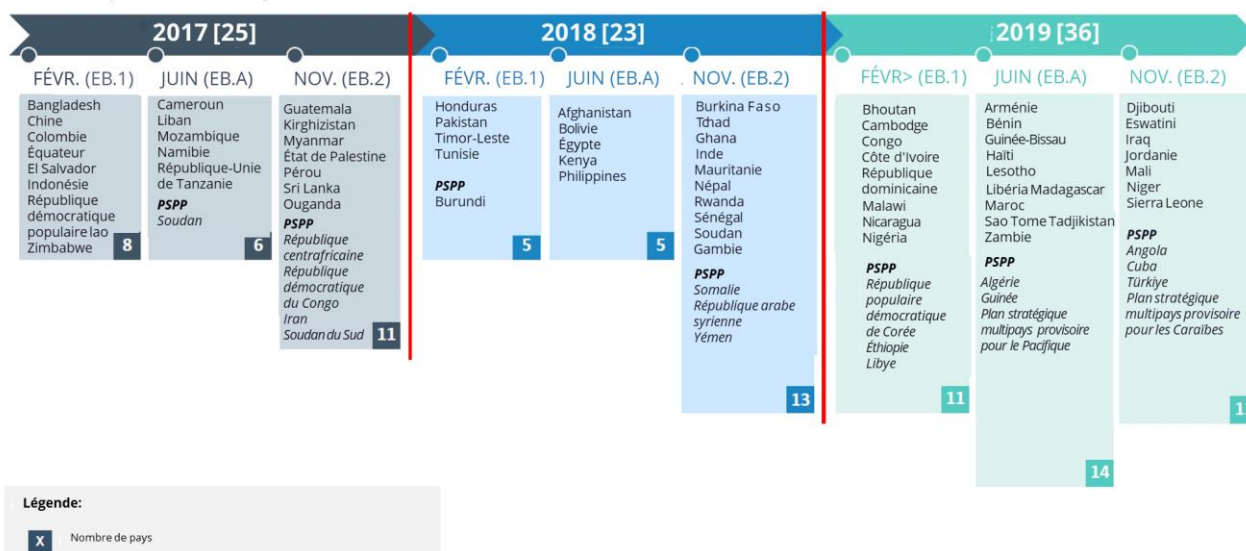 2017 [25]
FÉVR. (EB.1)
Bangladesh
Chine
Colombie
Équateur
El Salvador
Indonésie
République
démocratique
populaire lao
Zimbabwe
8
JUIN (EB.A)
Cameroun
Liban
Mozambique
Namibie
République-Unie
de Tanzanie
PSPP
Soudan
6
NOV. (EB.2)
Guatemala
Kirghizistan
Myanmar
État de Palestine
Pérou
Sri Lanka
Ouganda
PSPP
République
centrafricaine
République
démocratique
du Congo
Iran
Soudan du Sud
11
2018 [23]
FÉVR. (EB.1)
Honduras
Pakistan
Timor-Leste
Tunisie
PSPP
Burundi
5
JUIN (EB.A)
Afghanistan
Bolivie
Égypte
Kenya
Philippines
5
NOV. (EB.2)
Burkina Faso
Tchad
Ghana
Inde
Mauritanie
Népal
Rwanda
Sénégal
Soudan
Gambie
PSPP
Somalie
République arabe
syrienne
Yémen
13
2019 [36]
FÉVR> (EB.1)
Bhoutan
Cambodge
Congo
Côte d'Ivoire
République
dominicaine
Malawi
Nicaragua
Nigéria
PSPP
République
populaire
démocratique
de Corée
Éthiopie
Libye
11
JUIN (EB.A)
Arménie
Bénin
Guinée-Bissau
Haïti
Lesotho
Libéria Madagascar
Maroc
Sao Tome Tadjikistan
Zambie
PSPP
Algérie
Guinée
Plan stratégique
multipays provisoire
pour le Pacifique
14
NOV. (EB.2)
Djibouti
Eswatini
Iraq
Jordanie
Mali
Niger
Sierra Leone
PSPP
Angola
Cuba
Türkiye
Plan stratégique
multipays provisoire
pour les Caraïbes
Légende:
X Nombre de pays